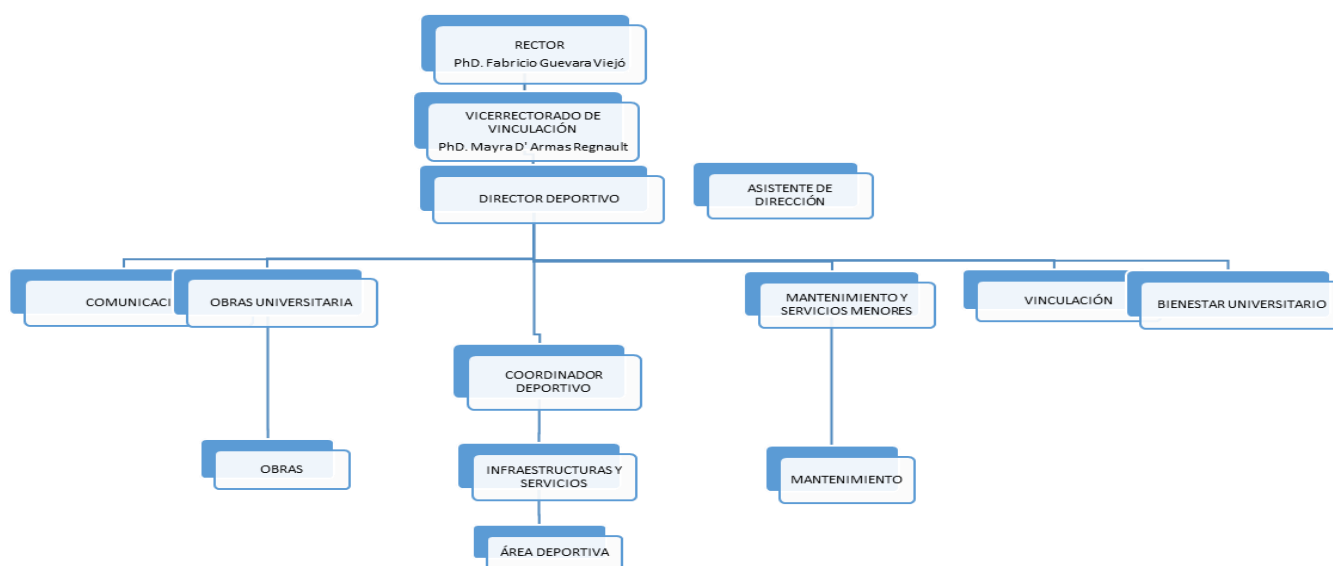 RECTOR
PhD. Fabricio Guevara Viejó
VICERRECTORADO DE
VINCULACIÓN
PhD. Mayra D' Armas Regnault
DIRECTOR DEPORTIVO
ASISTENTE DE
DIRECCIÓN
COMUNICACI
OBRAS UNIVERSITARIA
MANTENIMIENTO Y
SERVICIOS MENORES
VINCULACIÓN
BIENESTAR UNIVERSITARIO
COORDINADOR
DEPORTIVO
OBRAS
INFRAESTRUCTURAS Y
SERVICIOS
MANTENIMIENTO
ÁREA DEPORTIVA